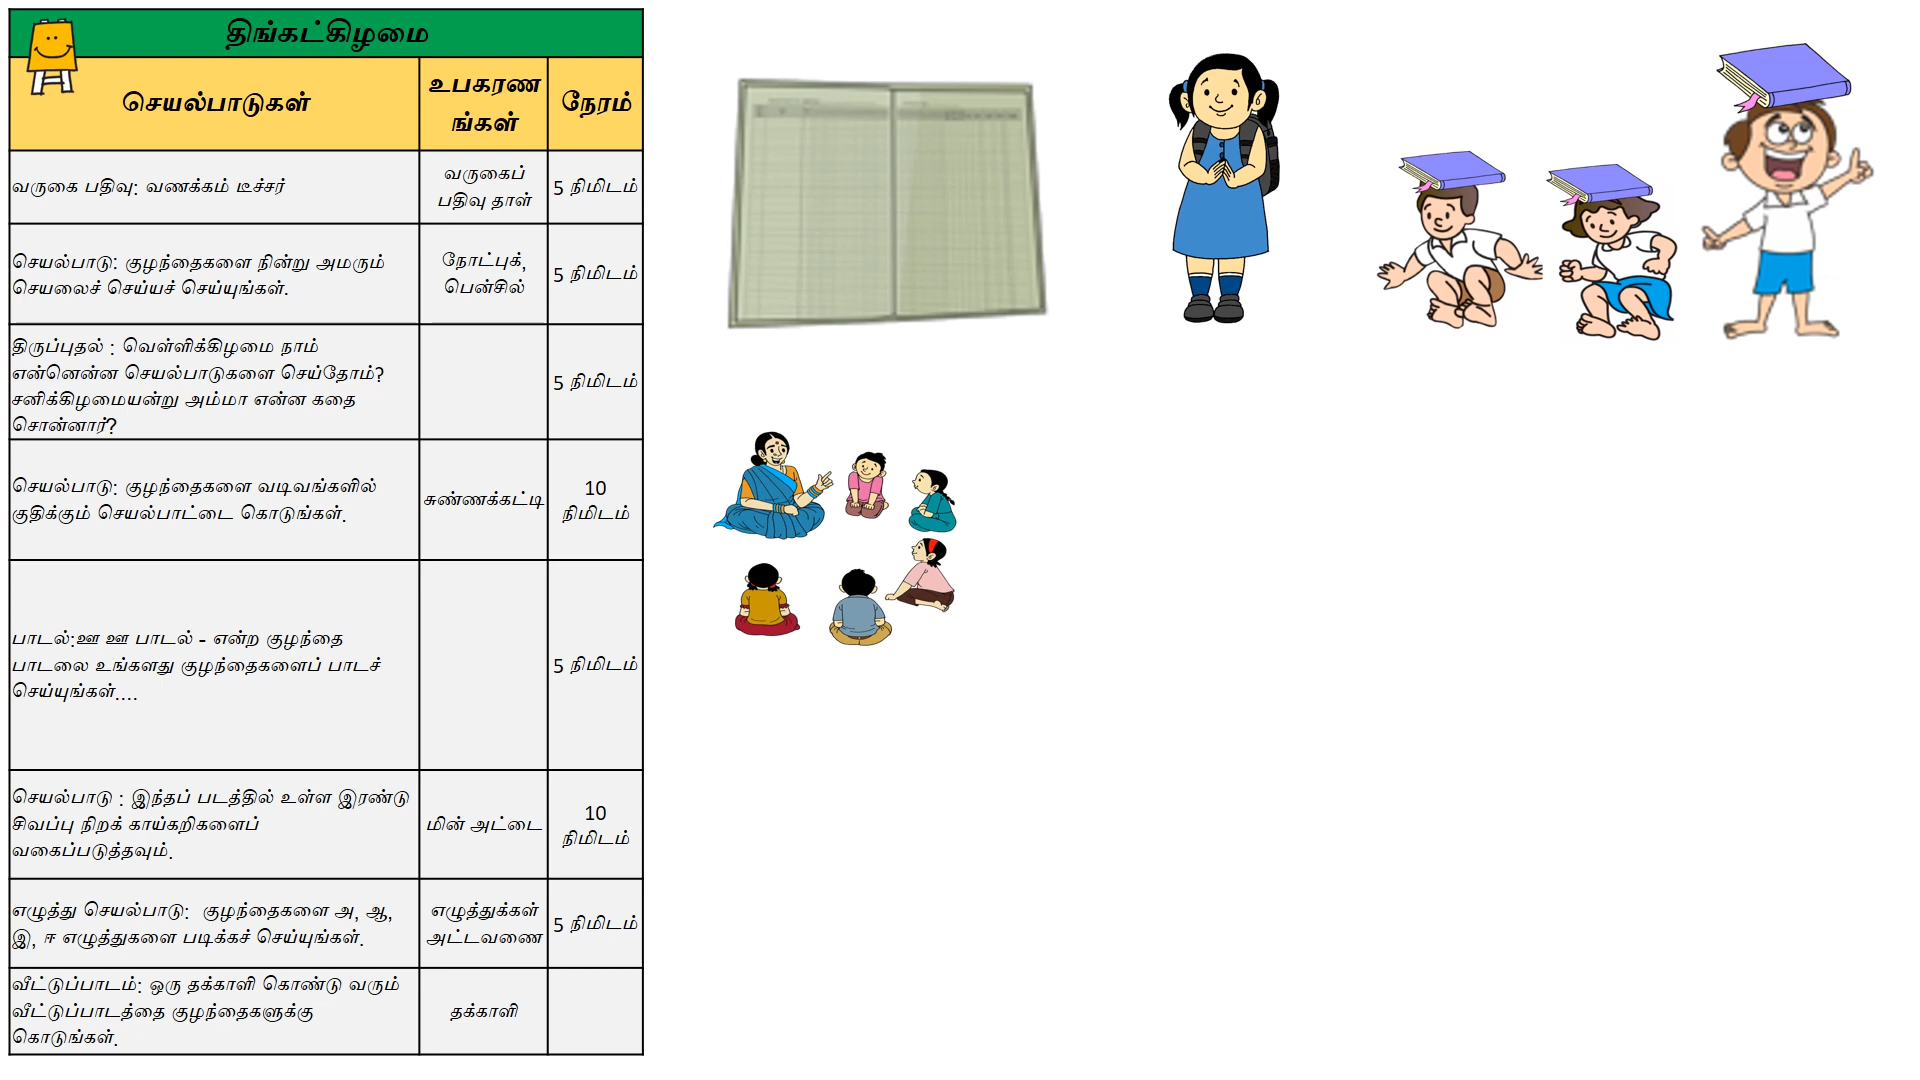 திங்கட்கிழமை
செயல்பாடுகள்
உபகரண
ங்கள்
நேரம்
வருகை பதிவு: வணக்கம் டீச்சர்
வருகைப்
பதிவு தாள்
5 நிமிடம்
செயல்பாடு: குழந்தைகளை நின்று அமரும்
செயலைச் செய்யச் செய்யுங்கள்.
நோட்புக்,
பென்சில்
5 நிமிடம்
திருப்புதல் : வெள்ளிக்கிழமை நாம்
என்னென்ன செயல்பாடுகளை செய்தோம்?
சனிக்கிழமையன்று அம்மா என்ன கதை
சொன்னார்?
5 நிமிடம்
செயல்பாடு: குழந்தைகளை வடிவங்களில்
குதிக்கும் செயல்பாட்டை கொடுங்கள்.
சுண்ணக்கட்டி
10
நிமிடம்
பாடல்:ஊ ஊ பாடல் - என்ற குழந்தை
பாடலை உங்களது குழந்தைகளைப் பாடச்
செய்யுங்கள்....
5 நிமிடம்
செயல்பாடு : இந்தப் படத்தில் உள்ள இரண்டு
சிவப்பு நிறக் காய்கறிகளைப்
வகைப்படுத்தவும்.
மின் அட்டை
10
நிமிடம்
எழுத்து செயல்பாடு:  குழந்தைகளை அ, ஆ,
இ, ஈ எழுத்துகளை படிக்கச் செய்யுங்கள்.
எழுத்துக்கள்
அட்டவணை
5 நிமிடம்
வீட்டுப்பாடம்: ஒரு தக்காளி கொண்டு வரும்
வீட்டுப்பாடத்தை குழந்தைகளுக்கு
கொடுங்கள்.
தக்காளி